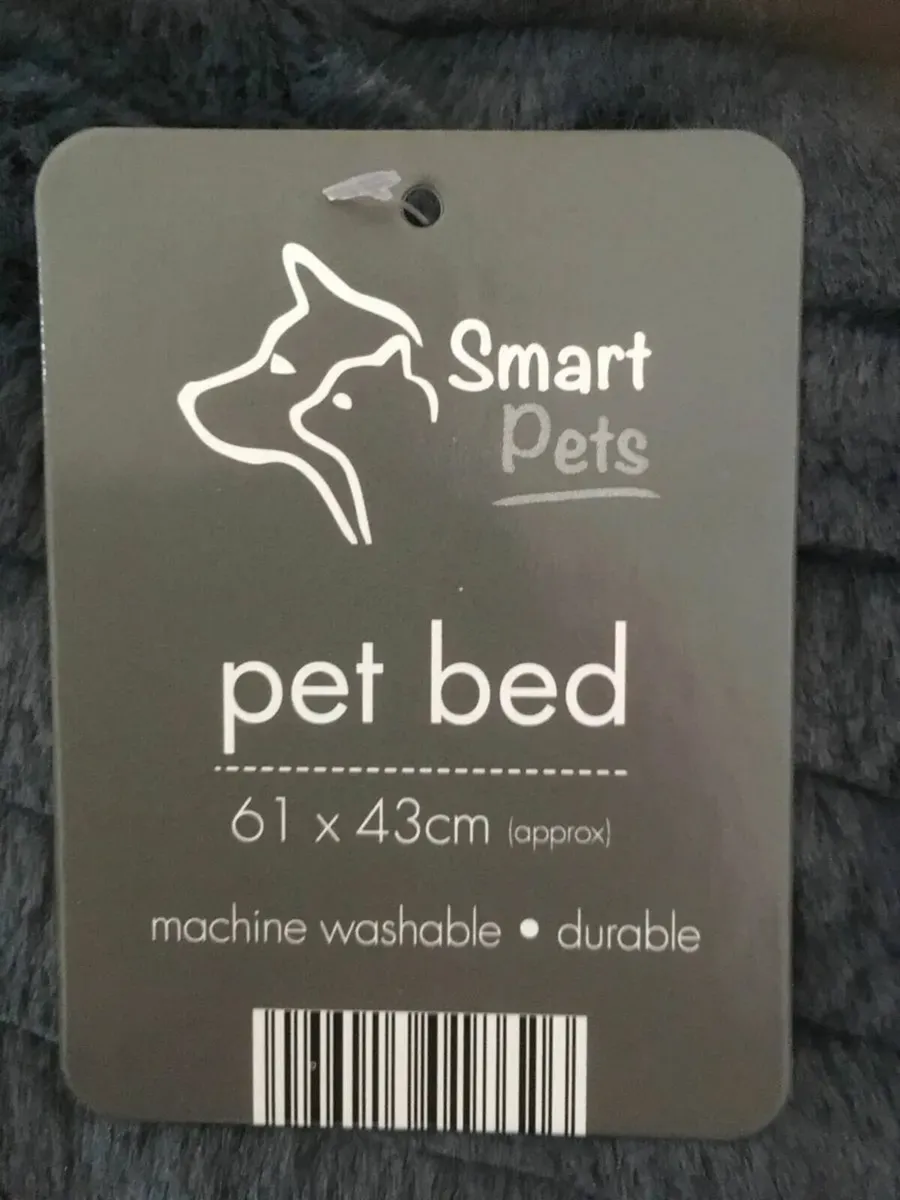 Smart
Pets
pet bed
61 x 43cm (approx)
machine washable • durable